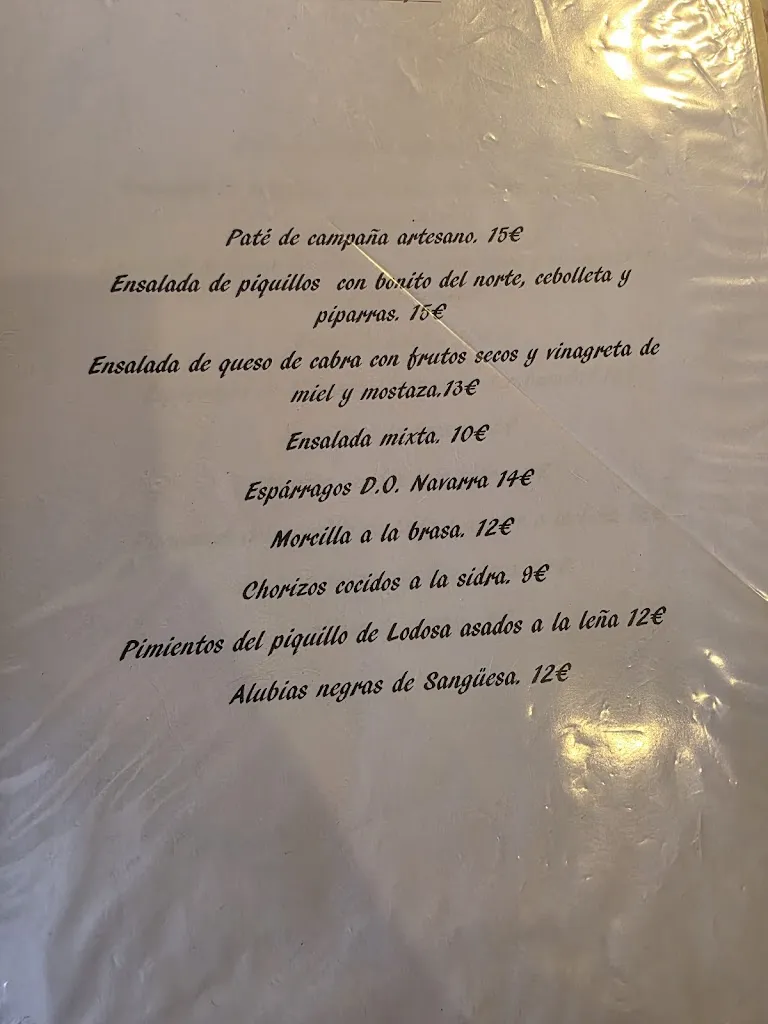 Paté de campaña artesano. 15€
Ensalada de piquillos con bonito del norte, cebolleta y
piparras. 15€
Ensalada de queso de cabra con frutos secos y vinagreta de
miel y mostaza.13€
Ensalada mixta. 10€
Espárragos D.O. Navarra 14€
Morcilla a la brasa. 12€
Chorizos cocidos a la sidra. 9€
Pimientos del piquillo de Lodosa asados a la leña 12€
Alubias negras de Sangüesa. 12€